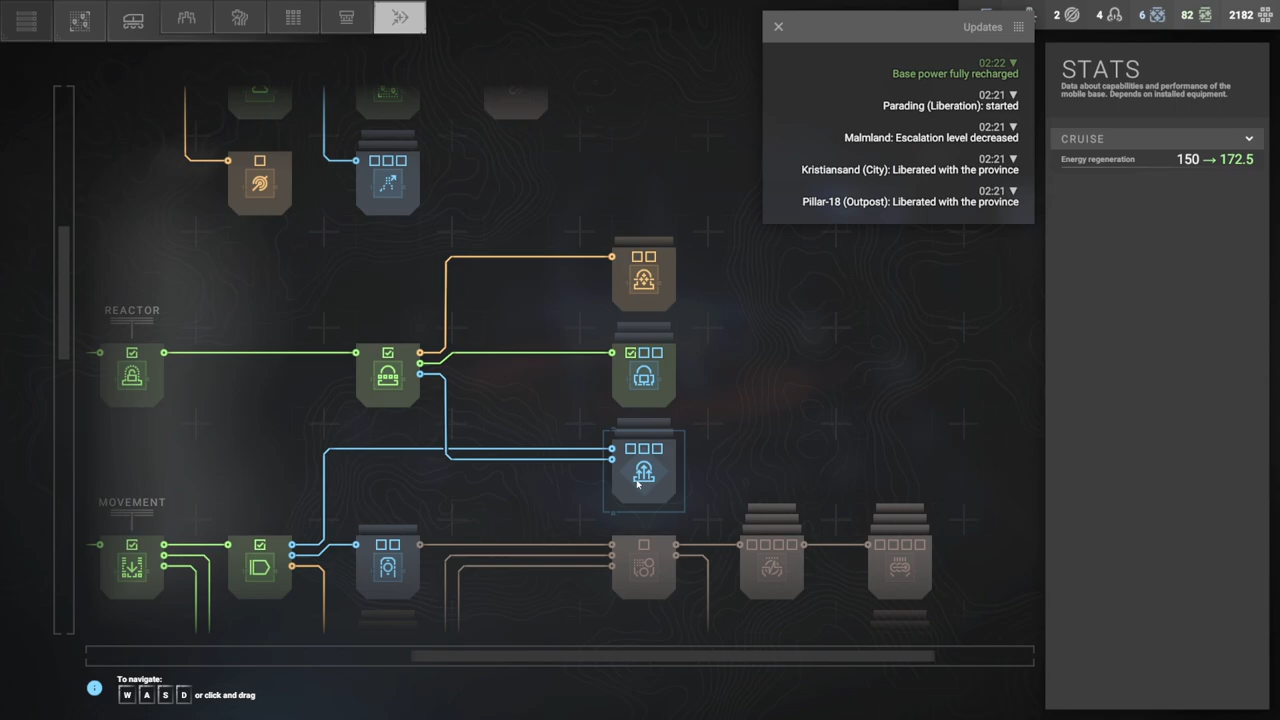 2 4 6 82 2182
Updates
02:22 ▼
Base power fully recharged
02:21 ▼
Parading (Liberation): started
02:21 ▼
Malmland: Escalation level decreased
02:21 ▼
Kristiansand (City): Liberated with the province
02:21 ▼
Pillar-18 (Outpost): Liberated with the province
STATS
Data about capabilities and performance of the
mobile base. Depends on installed equipment.
CRUISE
Energy regeneration 150 → 172.5
REACTOR
MOVEMENT
To navigate:
W A S D or click and drag